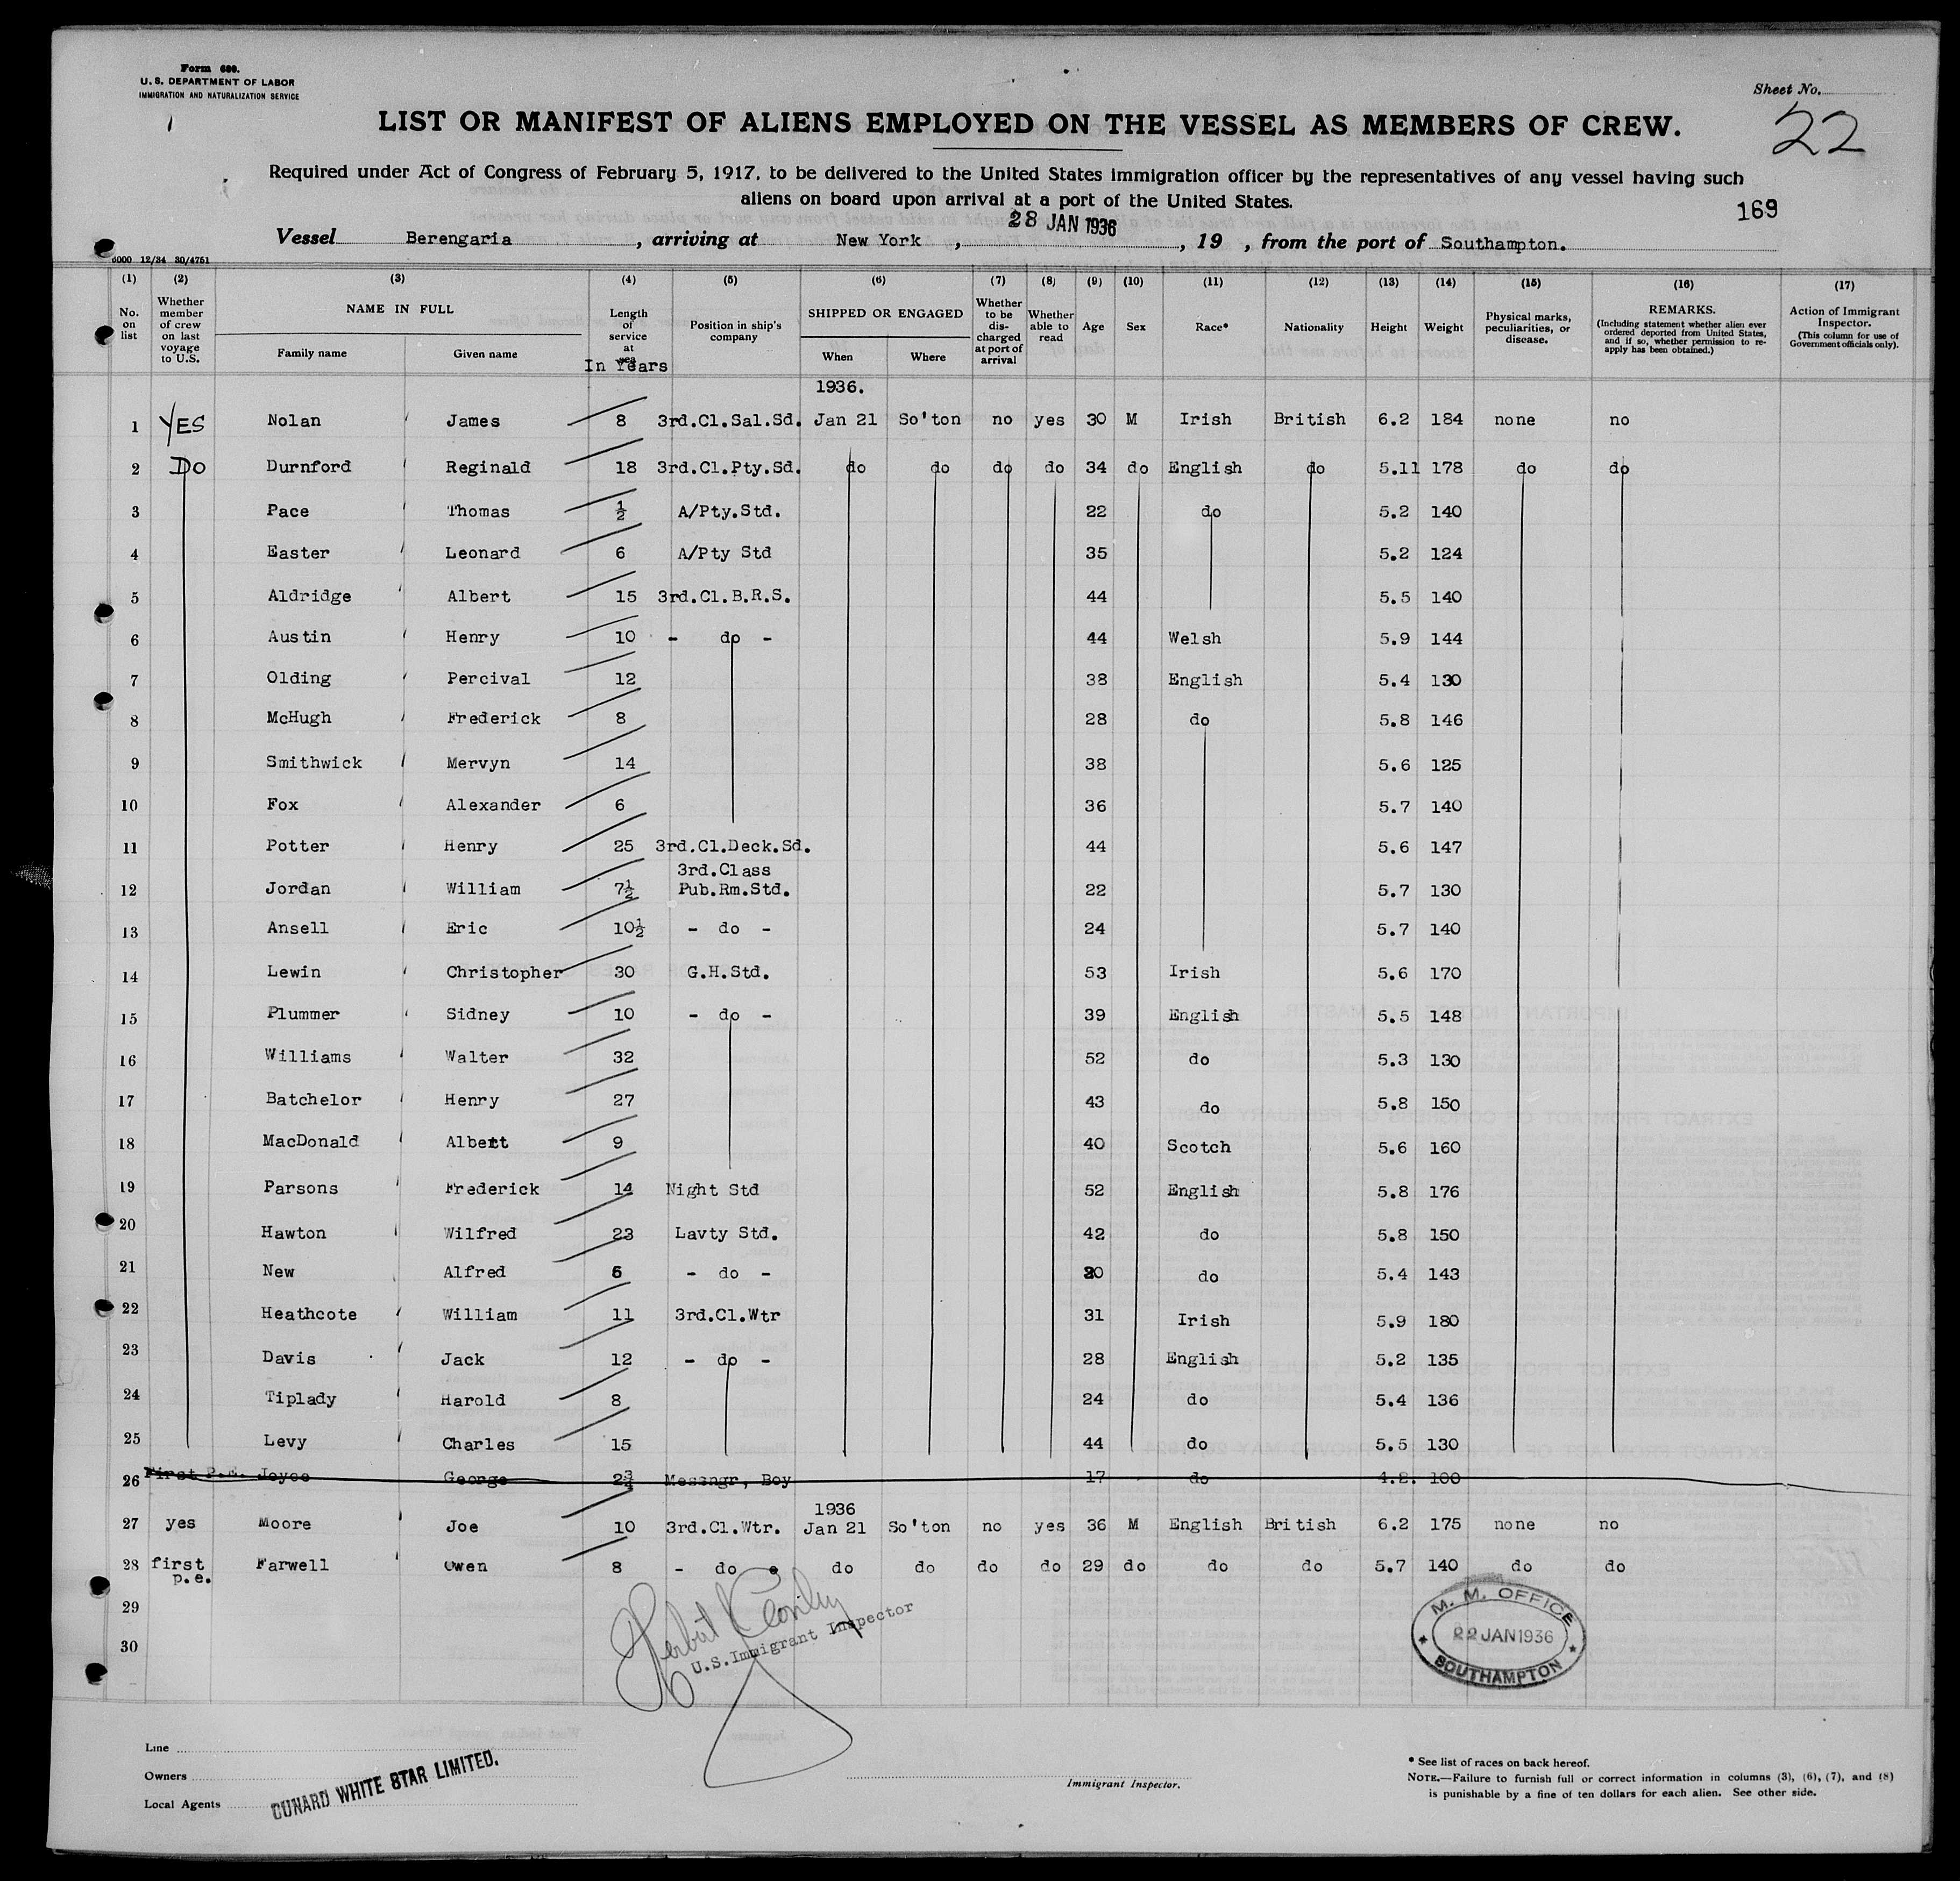 Form 680.
U. S. DEPARTMENT OF LABOR
IMMIGRATION AND NATURALIZATION SERVICE
Sheet No.
22
LIST OR MANIFEST OF ALIENS EMPLOYED ON THE VESSEL AS MEMBERS OF CREW.
Required under Act of Congress of February 5, 1917, to be delivered to the United States immigration officer by the representatives of any vessel having such
aliens on board upon arrival at a port of the United States.
169
28 JAN 1936
Vessel Berengaria, arriving at New York, , 19 , from the port of Southampton.
6000 12/34 30/4751
(1) (2) (3) (4) (5) (6) (7) (8) (9) (10) (11) (12) (13) (14) (15) (16) (17)
No. on list
Whether member of crew on last voyage to U.S.
NAME IN FULL
Family name
Given name
Length of service at sea
In Years
Position in ship's company
SHIPPED OR ENGAGED
When
Where
Whether to be discharged at port of arrival
Whether able to read
Age
Sex
Race*
Nationality
Height
Weight
Physical marks, peculiarities, or disease.
REMARKS.
(Including statement whether alien ever ordered deported from United States, and if so, whether permission to re-apply has been obtained.)
Action of Immigrant Inspector.
(This column for use of Government officials only).
1936.
1 YES Nolan James 8 3rd.Cl.Sal.Sd. Jan 21 So'ton no yes 30 M Irish British 6.2 184 none no
2 Do Durnford Reginald 18 3rd.Cl.Pty.Sd. do do do do 34 do English do 5.11 178 do do
3 Pace Thomas ½ A/Pty.Std. 22 do 5.2 140
4 Easter Leonard 6 A/Pty Std 35 5.2 124
5 Aldridge Albert 15 3rd.Cl.B.R.S. 44 5.5 140
6 Austin Henry 10 - do - 44 Welsh 5.9 144
7 Olding Percival 12 38 English 5.4 130
8 McHugh Frederick 8 28 do 5.8 146
9 Smithwick Mervyn 14 38 5.6 125
10 Fox Alexander 6 36 5.7 140
11 Potter Henry 25 3rd.Cl.Deck.Sd. 44 5.6 147
12 Jordan William 7½ 3rd.Class Pub.Rm.Std. 22 5.7 130
13 Ansell Eric 10½ - do - 24 5.7 140
14 Lewin Christopher 30 G.H.Std. 53 Irish 5.6 170
15 Plummer Sidney 10 - do - 39 English 5.5 148
16 Williams Walter 32 52 do 5.3 130
17 Batchelor Henry 27 43 do 5.8 150
18 MacDonald Albert 9 40 Scotch 5.6 160
19 Parsons Frederick 14 Night Std 52 English 5.8 176
20 Hawton Wilfred 23 Lavty Std. 42 do 5.8 150
21 New Alfred 6 - do - do 5.4 143
22 Heathcote William 11 3rd.Cl.Wtr 31 Irish 5.9 180
23 Davis Jack 12 - do - 28 English 5.2 135
24 Tiplady Harold 8 24 do 5.4 136
25 Levy Charles 15 44 do 5.5 130
26 First P.E. Joyce George 2¾ Messngr, Boy 17 do 4.8. 100
1936
27 yes Moore Joe 10 3rd.Cl.Wtr. Jan 21 So'ton no yes 36 M English British 6.2 175 none no
28 first p.e. Farwell Owen 8 - do - do do do do 29 do do do 5.7 140 do do
29
30
U.S.Immigrant Inspector
M. M. OFFICE
22 JAN 1936
SOUTHAMPTON
Line
Owners
Local Agents
CUNARD WHITE STAR LIMITED.
Immigrant Inspector.
* See list of races on back hereof.
NOTE.—Failure to furnish full or correct information in columns (3), (6), (7), and (8)
is punishable by a fine of ten dollars for each alien. See other side.